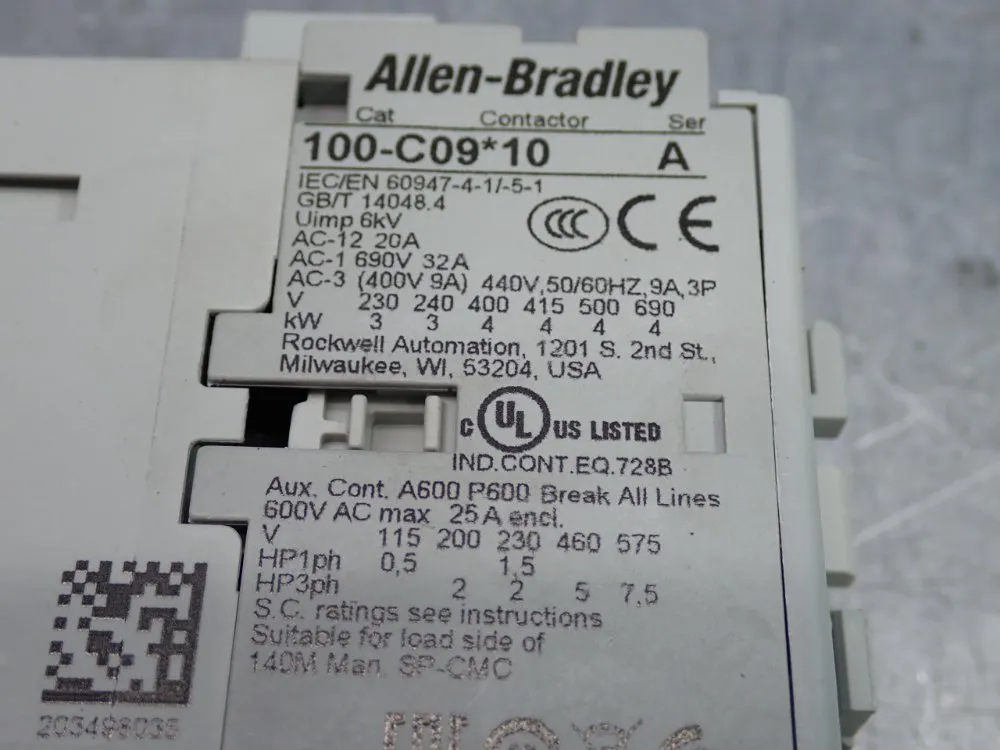 Allen-Bradley
Cat Contactor Ser
100-C09*10 A
IEC/EN 60947-4-1/-5-1
GB/T 14048.4
Uimp 6kV
AC-12 20A
AC-1 690V 32A
CCC CE
AC-3 (400V 9A) 440V,50/60HZ,9A,3P
V 230 240 400 415 500 690
kW 3 3 4 4 4 4
Rockwell Automation, 1201 S. 2nd St.,
Milwaukee, WI, 53204, USA
C UL US LISTED
IND.CONT.EQ.728B
Aux. Cont. A600 P600 Break All Lines
600V AC max 25A encl.
V 115 200 230 460 575
HP1ph 0,5 1,5
HP3ph 2 2 5 7,5
S.C. ratings see instructions
Suitable for load side of
140M Man. SP-CMC
203498035